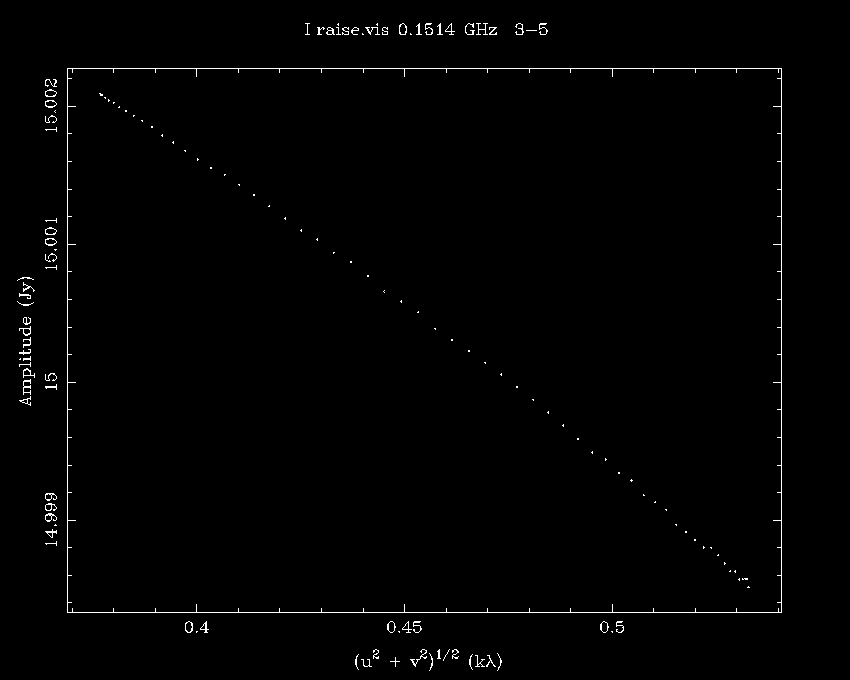 I raise.vis 0.1514 GHz 3−5
15.002
15.001
15
14.999
Amplitude (Jy)
0.4 0.45 0.5
(u² + v²)^1/2 (kλ)